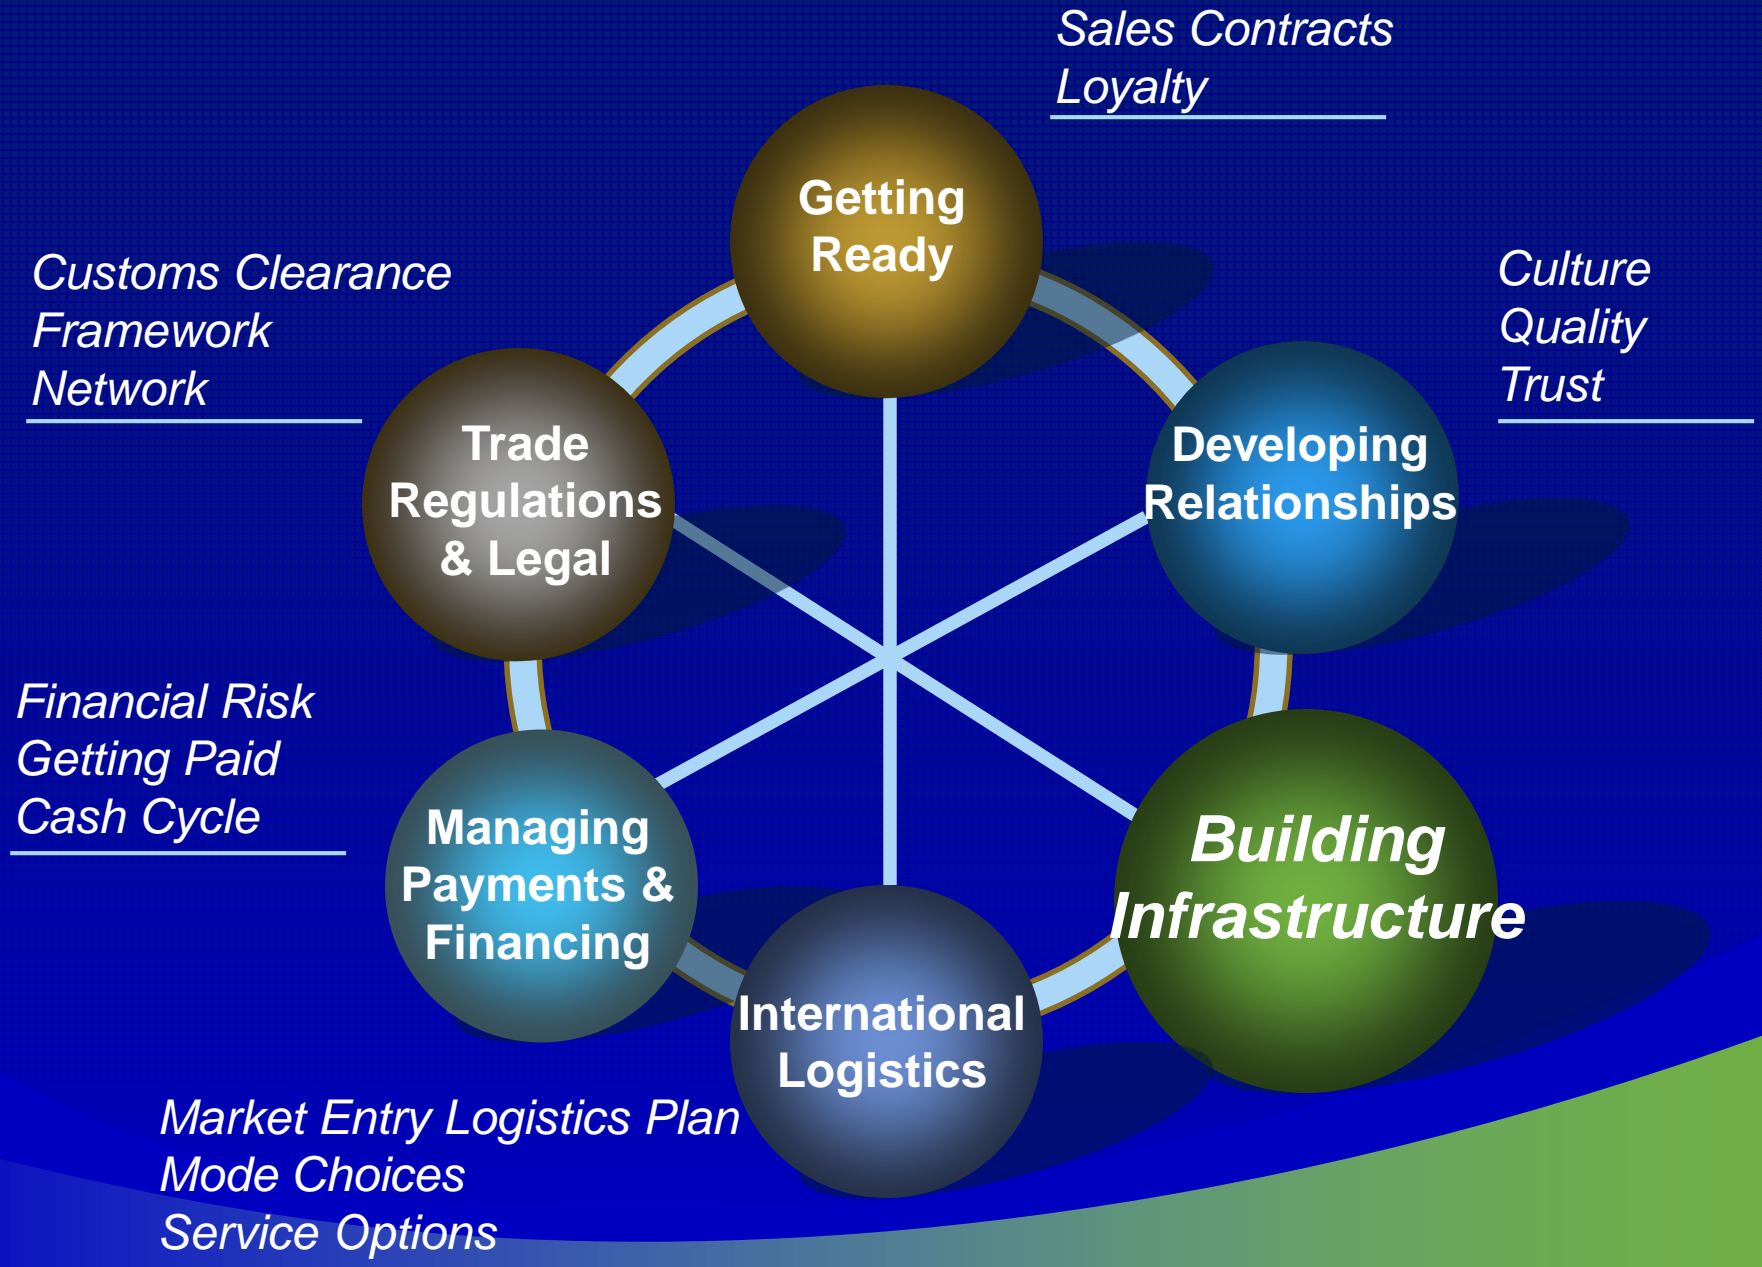 Sales Contracts
Loyalty
Getting
Ready
Customs Clearance
Framework
Network
Culture
Quality
Trust
Trade
Regulations
& Legal
Developing
Relationships
Financial Risk
Getting Paid
Cash Cycle
Managing
Payments &
Financing
Building
Infrastructure
International
Logistics
Market Entry Logistics Plan
Mode Choices
Service Options